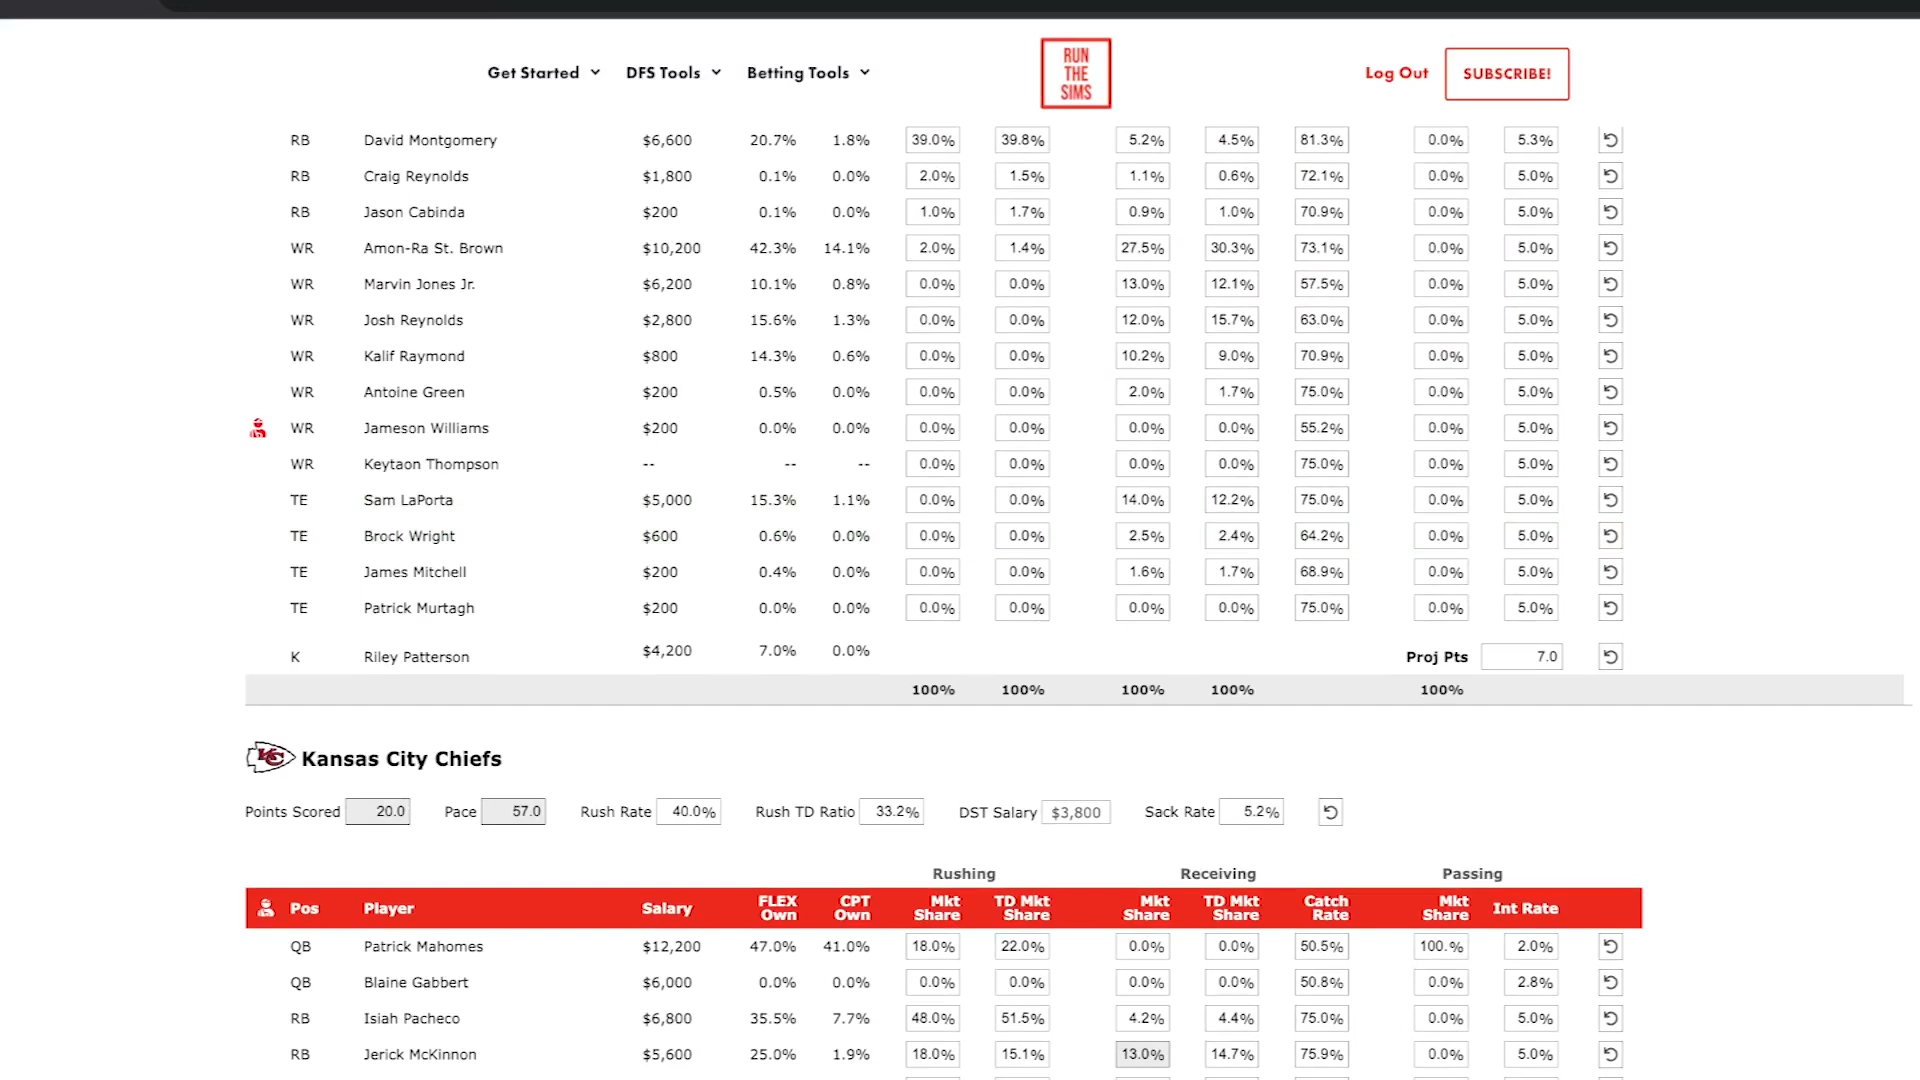 Get Started DFS Tools Betting Tools RUN THE SIMS Log Out SUBSCRIBE!
RB David Montgomery $6,600 20.7% 1.8% 39.0% 39.8% 5.2% 4.5% 81.3% 0.0% 5.3%
RB Craig Reynolds $1,800 0.1% 0.0% 2.0% 1.5% 1.1% 0.6% 72.1% 0.0% 5.0%
RB Jason Cabinda $200 0.1% 0.0% 1.0% 1.7% 0.9% 1.0% 70.9% 0.0% 5.0%
WR Amon-Ra St. Brown $10,200 42.3% 14.1% 2.0% 1.4% 27.5% 30.3% 73.1% 0.0% 5.0%
WR Marvin Jones Jr. $6,200 10.1% 0.8% 0.0% 0.0% 13.0% 12.1% 57.5% 0.0% 5.0%
WR Josh Reynolds $2,800 15.6% 1.3% 0.0% 0.0% 12.0% 15.7% 63.0% 0.0% 5.0%
WR Kalif Raymond $800 14.3% 0.6% 0.0% 0.0% 10.2% 9.0% 70.9% 0.0% 5.0%
WR Antoine Green $200 0.5% 0.0% 0.0% 0.0% 2.0% 1.7% 75.0% 0.0% 5.0%
WR Jameson Williams $200 0.0% 0.0% 0.0% 0.0% 0.0% 0.0% 55.2% 0.0% 5.0%
WR Keytaon Thompson -- -- -- 0.0% 0.0% 0.0% 0.0% 75.0% 0.0% 5.0%
TE Sam LaPorta $5,000 15.3% 1.1% 0.0% 0.0% 14.0% 12.2% 75.0% 0.0% 5.0%
TE Brock Wright $600 0.6% 0.0% 0.0% 0.0% 2.5% 2.4% 64.2% 0.0% 5.0%
TE James Mitchell $200 0.4% 0.0% 0.0% 0.0% 1.6% 1.7% 68.9% 0.0% 5.0%
TE Patrick Murtagh $200 0.0% 0.0% 0.0% 0.0% 0.0% 0.0% 75.0% 0.0% 5.0%
K Riley Patterson $4,200 7.0% 0.0% Proj Pts 7.0
100% 100% 100% 100% 100%
KC Kansas City Chiefs
Points Scored 20.0 Pace 57.0 Rush Rate 40.0% Rush TD Ratio 33.2% DST Salary $3,800 Sack Rate 5.2%
Rushing Receiving Passing
Pos Player Salary FLEX Own CPT Own Mkt Share TD Mkt Share Mkt Share TD Mkt Share Catch Rate Mkt Share Int Rate
QB Patrick Mahomes $12,200 47.0% 41.0% 18.0% 22.0% 0.0% 0.0% 50.5% 100.% 2.0%
QB Blaine Gabbert $6,000 0.0% 0.0% 0.0% 0.0% 0.0% 0.0% 50.8% 0.0% 2.8%
RB Isiah Pacheco $6,800 35.5% 7.7% 48.0% 51.5% 4.2% 4.4% 75.0% 0.0% 5.0%
RB Jerick McKinnon $5,600 25.0% 1.9% 18.0% 15.1% 13.0% 14.7% 75.9% 0.0% 5.0%